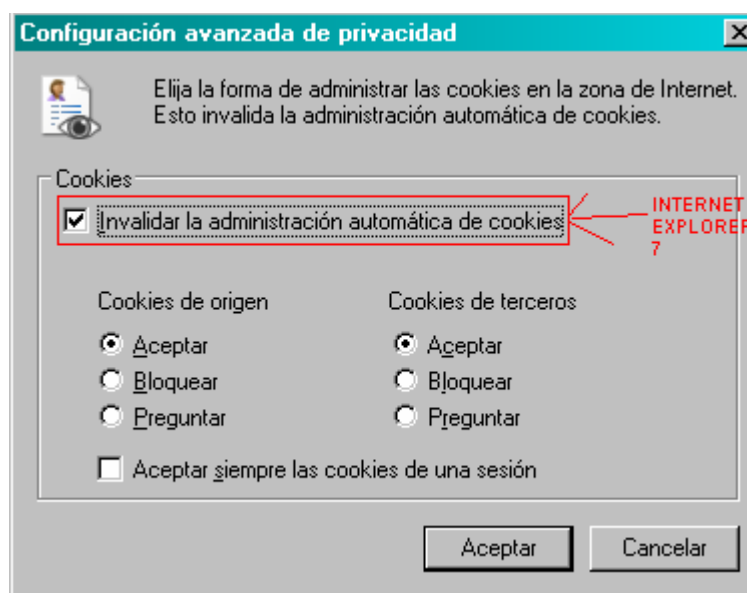 Configuración avanzada de privacidad
Elija la forma de administrar las cookies en la zona de Internet.
Esto invalida la administración automática de cookies.
Cookies
Invalidar la administración automática de cookies
INTERNET
EXPLORER
7
Cookies de origen
Aceptar
Bloquear
Preguntar
Cookies de terceros
Aceptar
Bloquear
Preguntar
Aceptar siempre las cookies de una sesión
Aceptar
Cancelar